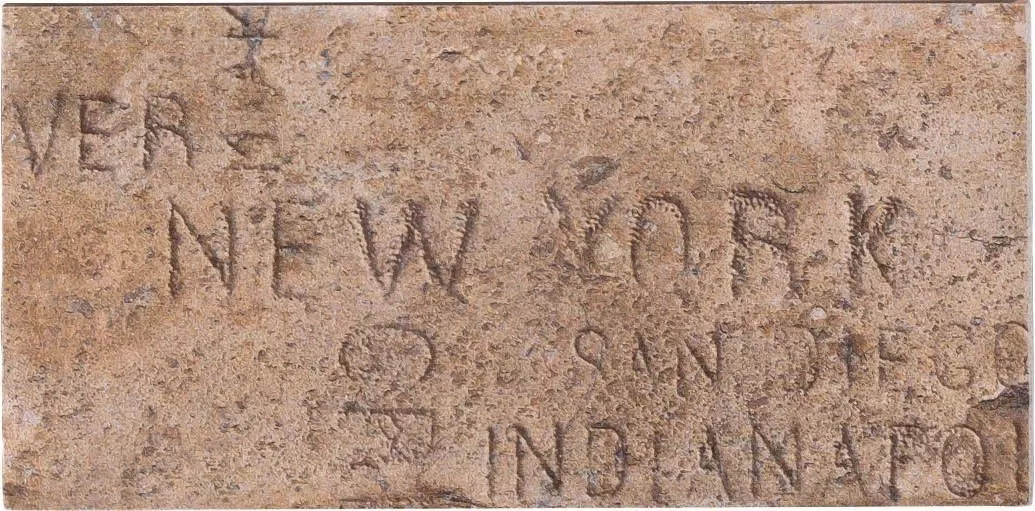 VER
NEW YORK
SAN DIEGO
INDIANAPOL